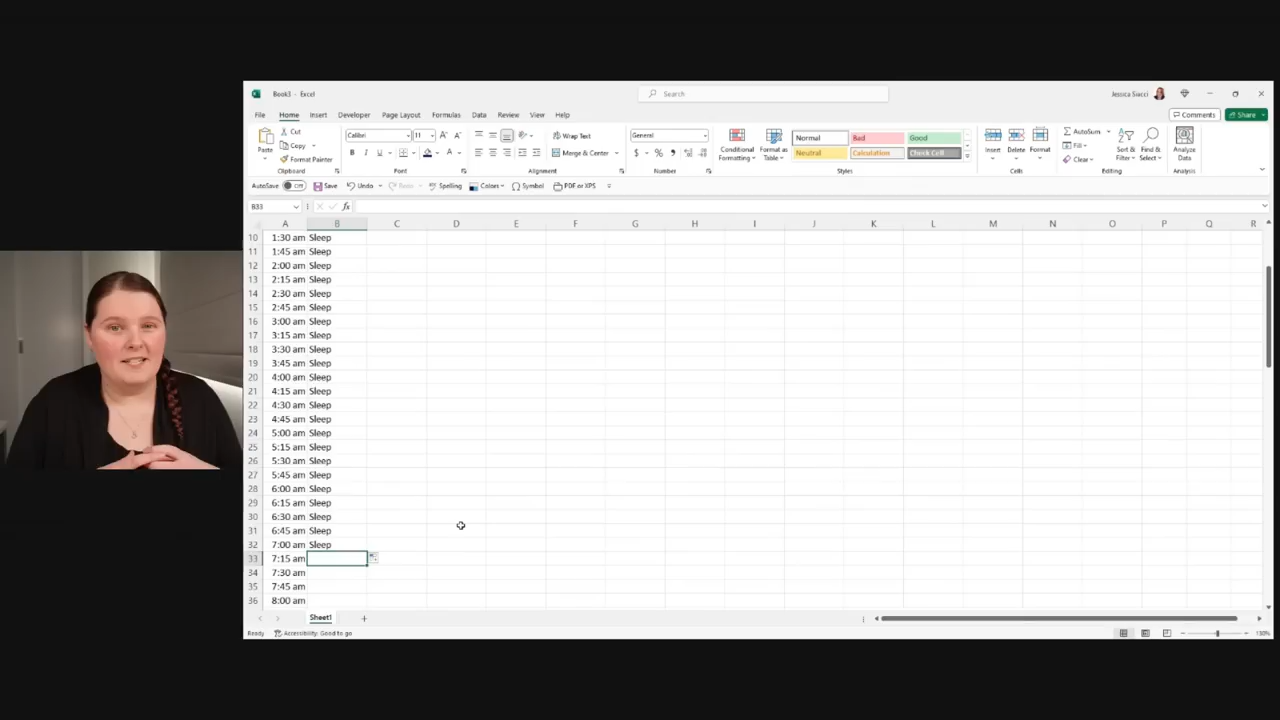 Book3 - Excel
Search
Jessica
File Home Insert Developer Page Layout Formulas Data Review View Help
Comments Share
Paste
Cut
Copy
Format Painter
Calibri 11
Wrap Text
Merge & Center
General
Conditional Formatting
Format as Table
Normal Bad Good
Neutral Calculation Check Cell
Insert Delete Format
AutoSum
Fill
Clear
Sort & Filter
Find & Select
Analyze Data
Clipboard Font Alignment Number Styles Cells Editing Analysis
AutoSave Off Save Undo Redo Spelling Colors Symbol PDF or XPS
B33 fx
A B C D E F G H I J K L M N O P Q R
10 1:30 am Sleep
11 1:45 am Sleep
12 2:00 am Sleep
13 2:15 am Sleep
14 2:30 am Sleep
15 2:45 am Sleep
16 3:00 am Sleep
17 3:15 am Sleep
18 3:30 am Sleep
19 3:45 am Sleep
20 4:00 am Sleep
21 4:15 am Sleep
22 4:30 am Sleep
23 4:45 am Sleep
24 5:00 am Sleep
25 5:15 am Sleep
26 5:30 am Sleep
27 5:45 am Sleep
28 6:00 am Sleep
29 6:15 am Sleep
30 6:30 am Sleep
31 6:45 am Sleep
32 7:00 am Sleep
33 7:15 am
34 7:30 am
35 7:45 am
36 8:00 am
Sheet1
Ready Accessibility: Good to go
130%